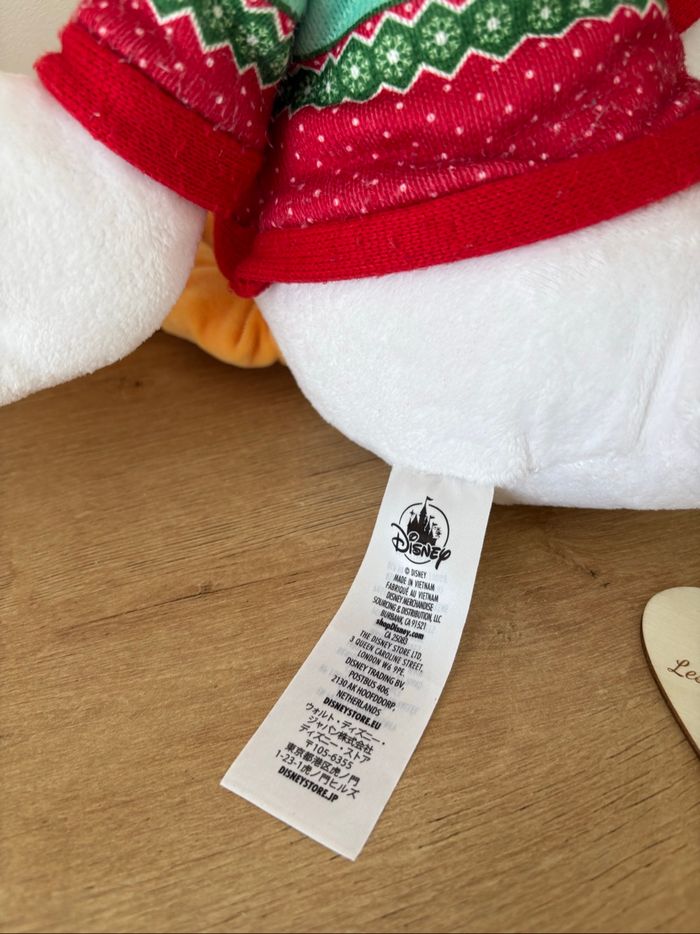 Disney
© DISNEY
MADE IN VIETNAM
FABRIQUÉ AU VIETNAM
DISNEY MERCHANDISE
SOURCING & DISTRIBUTION, LLC
BURBANK, CA 91521
shopDisney.com
CA 25083
THE DISNEY STORE LTD,
3 QUEEN CAROLINE STREET,
LONDON W6 9PE.
DISNEY TRADING BV,
POSTBUS 406,
2130 AK HOOFDDORP,
NETHERLANDS
DISNEYSTORE.EU
ウォルト・ディズニー・
ジャパン株式会社
ディズニー・ストア
〒105-6355
東京都港区虎ノ門
1-23-1虎ノ門ヒルズ
DISNEYSTORE.JP